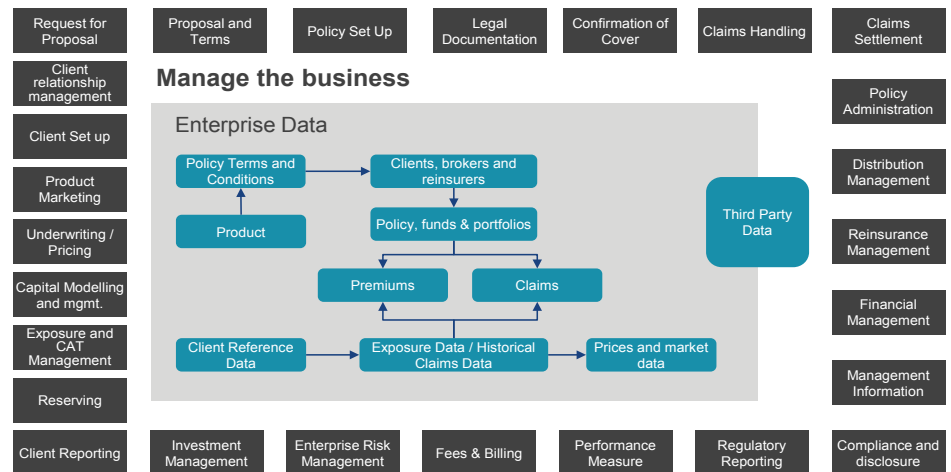 Request for
Proposal
Proposal and
Terms
Policy Set Up
Legal
Documentation
Confirmation of
Cover
Claims Handling
Claims
Settlement
Client
relationship
management
Manage the business
Policy
Administration
Enterprise Data
Client Set up
Policy Terms and
Conditions
Clients, brokers and
reinsurers
Distribution
Management
Product
Marketing
Third Party
Data
Product
Policy, funds & portfolios
Underwriting /
Pricing
Reinsurance
Management
Premiums
Claims
Capital Modelling
and mgmt.
Financial
Management
Exposure and
CAT
Management
Client Reference
Data
Exposure Data / Historical
Claims Data
Prices and market
data
Management
Information
Reserving
Client Reporting
Investment
Management
Enterprise Risk
Management
Fees & Billing
Performance
Measure
Regulatory
Reporting
Compliance and
disclosure